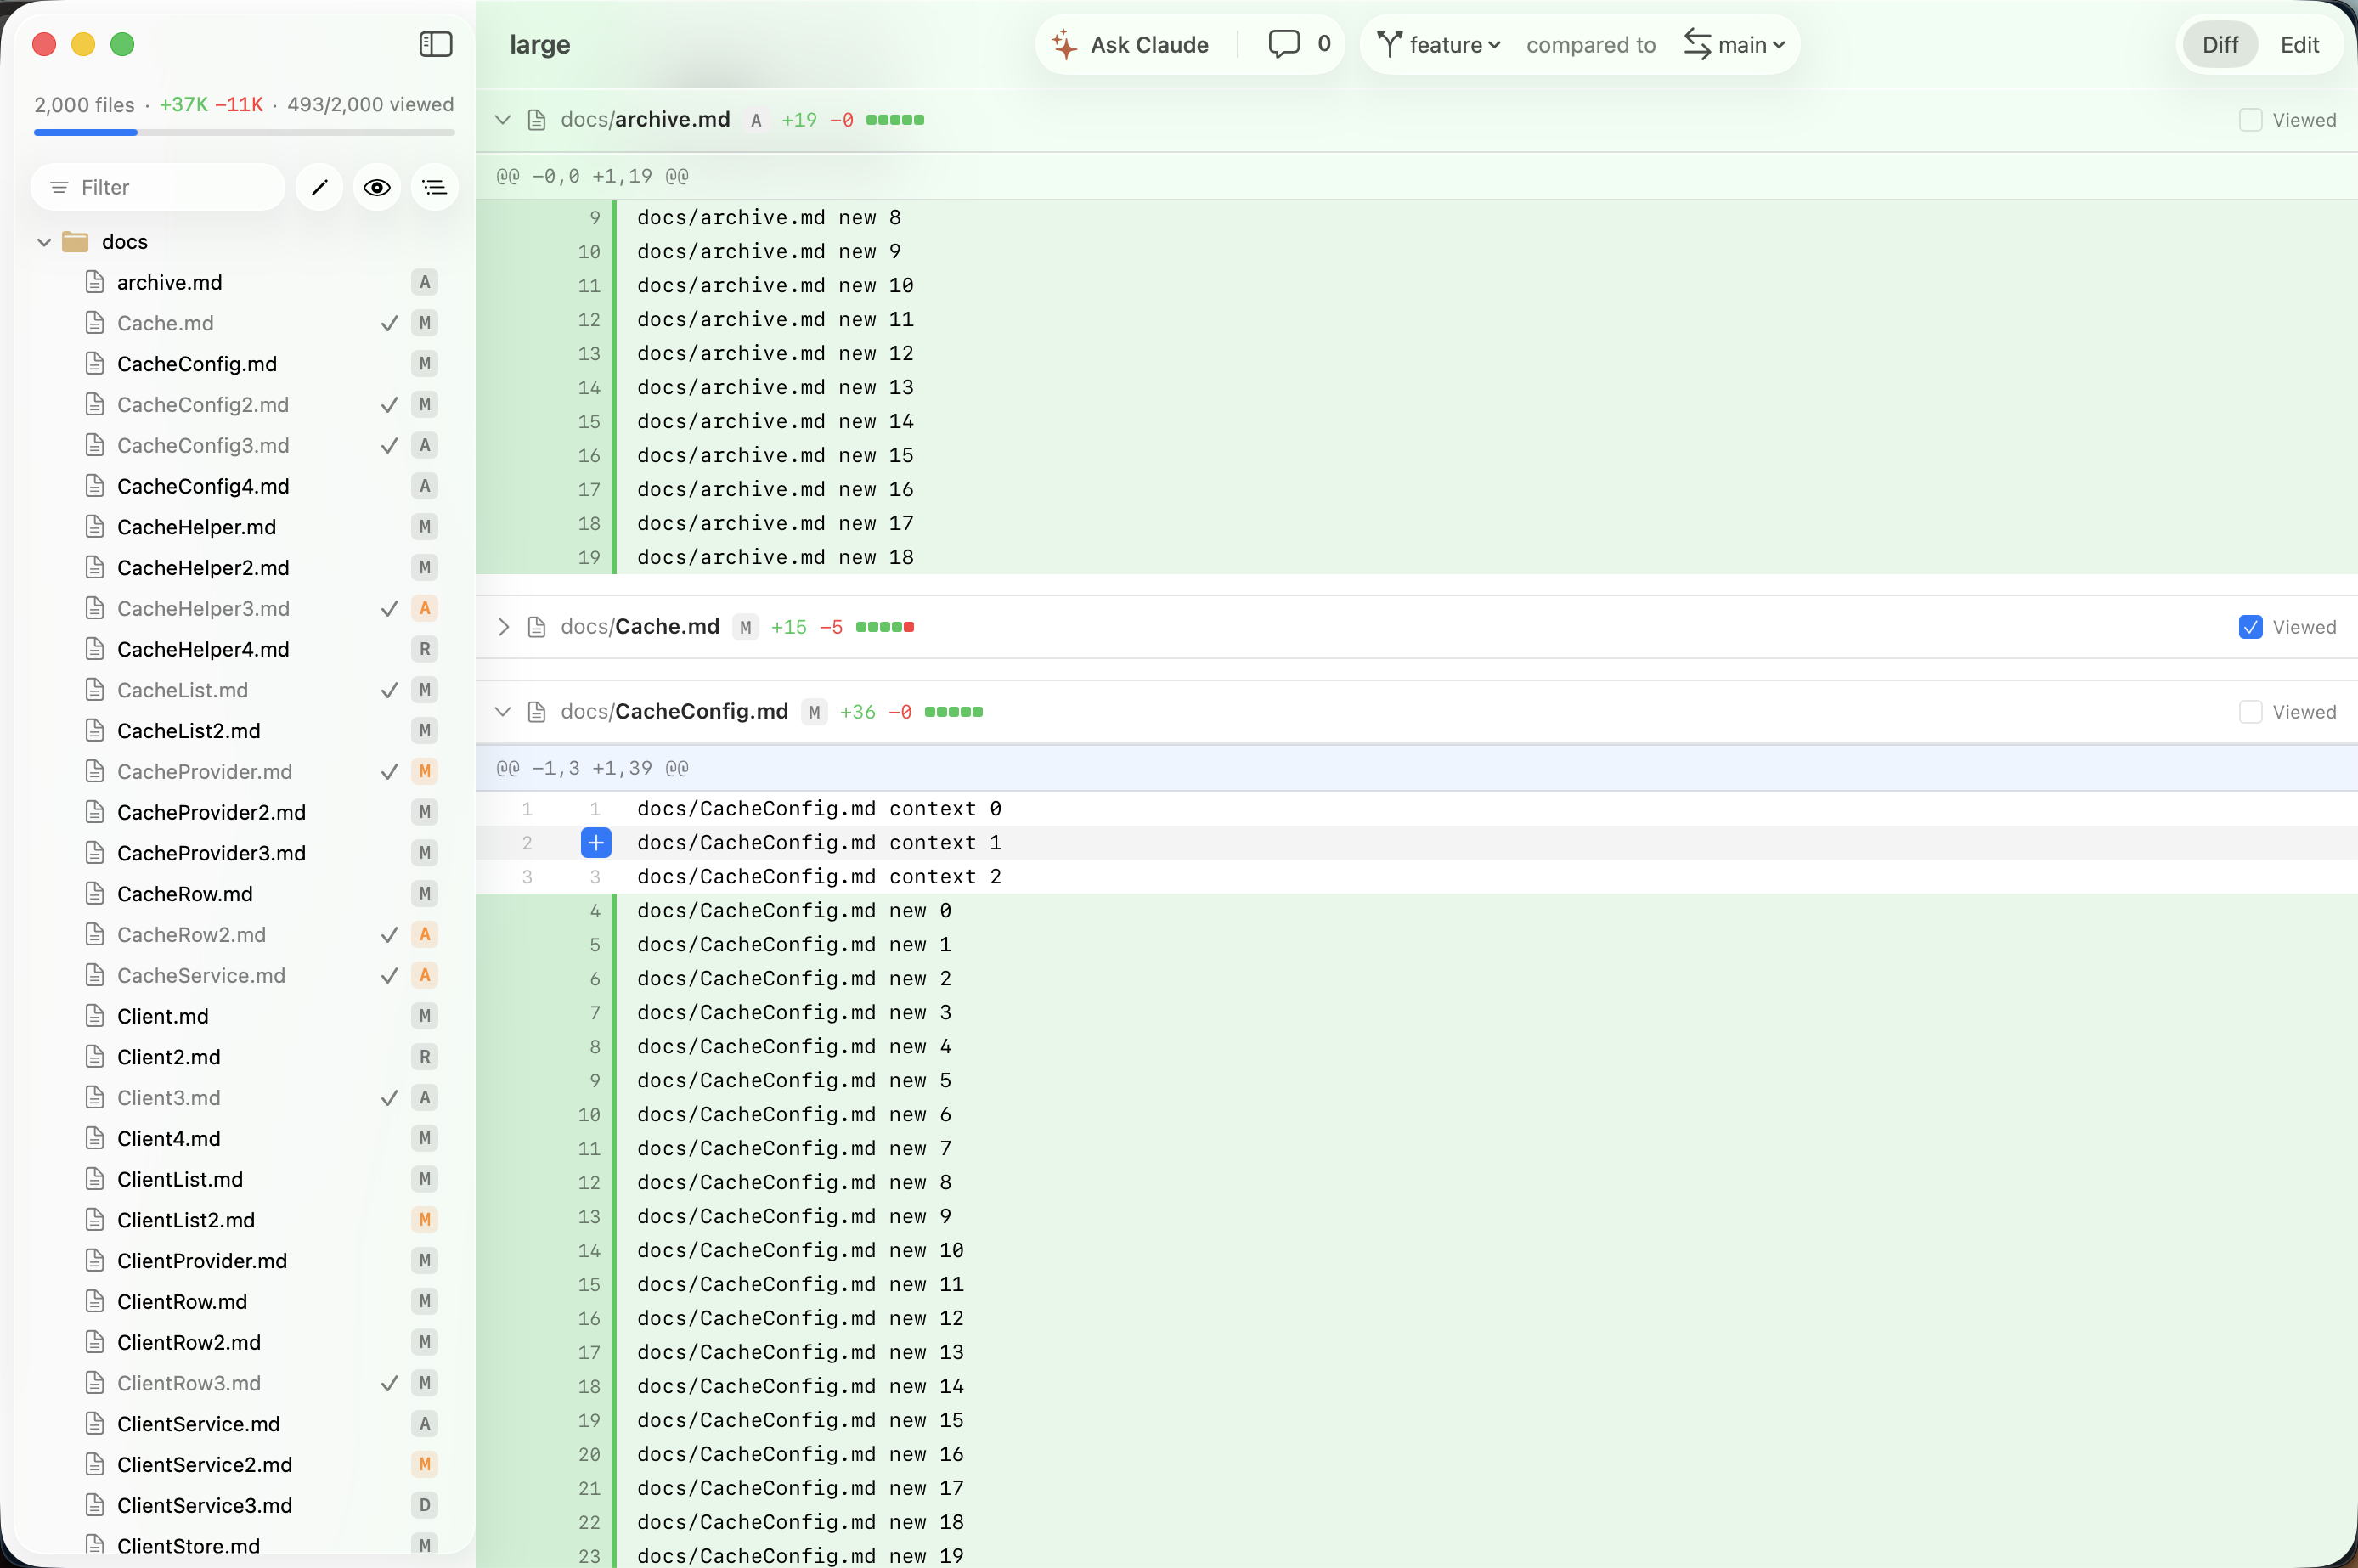 large
Ask Claude
0
feature
compared to
main
Diff
Edit
2,000 files · +37K −11K · 493/2,000 viewed
Filter
docs
archive.md A
Cache.md M
CacheConfig.md M
CacheConfig2.md M
CacheConfig3.md A
CacheConfig4.md A
CacheHelper.md M
CacheHelper2.md M
CacheHelper3.md A
CacheHelper4.md R
CacheList.md M
CacheList2.md M
CacheProvider.md M
CacheProvider2.md M
CacheProvider3.md M
CacheRow.md M
CacheRow2.md A
CacheService.md A
Client.md M
Client2.md R
Client3.md A
Client4.md M
ClientList.md M
ClientList2.md M
ClientProvider.md M
ClientRow.md M
ClientRow2.md M
ClientRow3.md M
ClientService.md A
ClientService2.md M
ClientService3.md D
ClientStore.md M
docs/archive.md A +19 −0 Viewed
@@ −0,0 +1,19 @@
9 docs/archive.md new 8
10 docs/archive.md new 9
11 docs/archive.md new 10
12 docs/archive.md new 11
13 docs/archive.md new 12
14 docs/archive.md new 13
15 docs/archive.md new 14
16 docs/archive.md new 15
17 docs/archive.md new 16
18 docs/archive.md new 17
19 docs/archive.md new 18
docs/Cache.md M +15 −5 Viewed
docs/CacheConfig.md M +36 −0 Viewed
@@ −1,3 +1,39 @@
1 1 docs/CacheConfig.md context 0
2 docs/CacheConfig.md context 1
3 3 docs/CacheConfig.md context 2
4 docs/CacheConfig.md new 0
5 docs/CacheConfig.md new 1
6 docs/CacheConfig.md new 2
7 docs/CacheConfig.md new 3
8 docs/CacheConfig.md new 4
9 docs/CacheConfig.md new 5
10 docs/CacheConfig.md new 6
11 docs/CacheConfig.md new 7
12 docs/CacheConfig.md new 8
13 docs/CacheConfig.md new 9
14 docs/CacheConfig.md new 10
15 docs/CacheConfig.md new 11
16 docs/CacheConfig.md new 12
17 docs/CacheConfig.md new 13
18 docs/CacheConfig.md new 14
19 docs/CacheConfig.md new 15
20 docs/CacheConfig.md new 16
21 docs/CacheConfig.md new 17
22 docs/CacheConfig.md new 18
23 docs/CacheConfig.md new 19